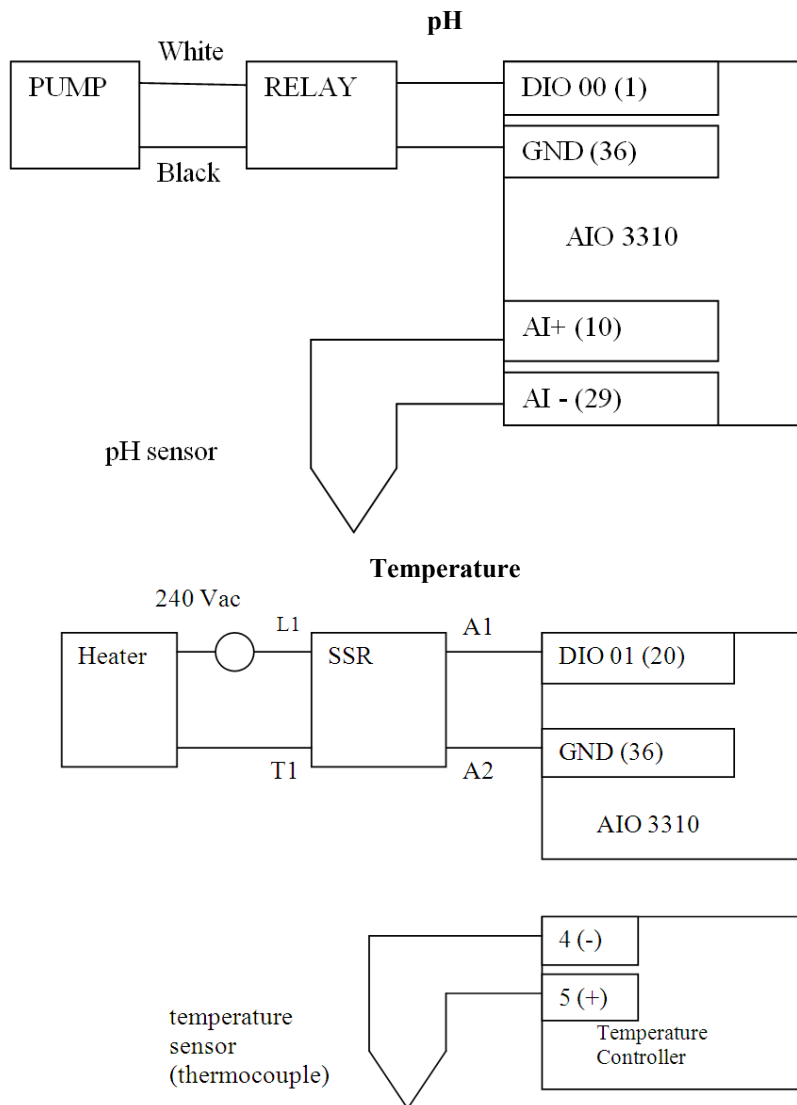 pH
White
PUMP
RELAY
DIO 00 (1)
Black
GND (36)
AIO 3310
AI+ (10)
AI - (29)
pH sensor
Temperature
240 Vac
L1
A1
Heater
SSR
DIO 01 (20)
T1
A2
GND (36)
AIO 3310
4 (-)
5 (+)
temperature
sensor
(thermocouple)
Temperature
Controller